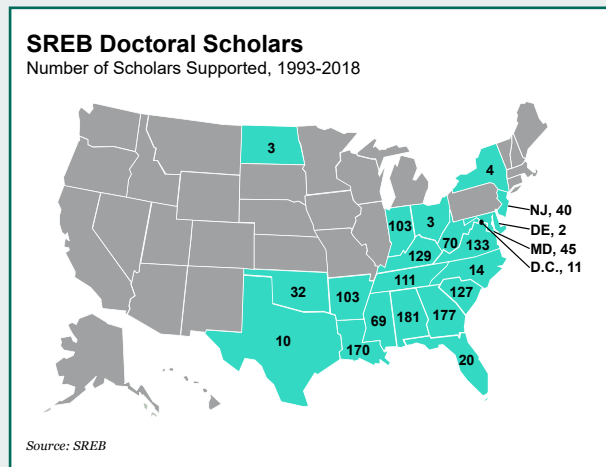 SREB Doctoral Scholars
Number of Scholars Supported, 1993-2018
3
4
NJ, 40
103
3
DE, 2
70
133
MD, 45
129
D.C., 11
111
14
32
103
127
69
181
177
10
170
20
Source: SREB